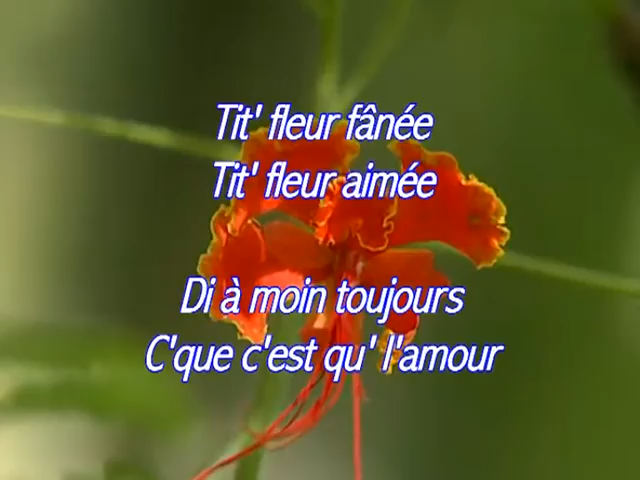 Tit' fleur fânée
Tit' fleur aimée
Di à moin toujours
C'que c'est qu' l'amour